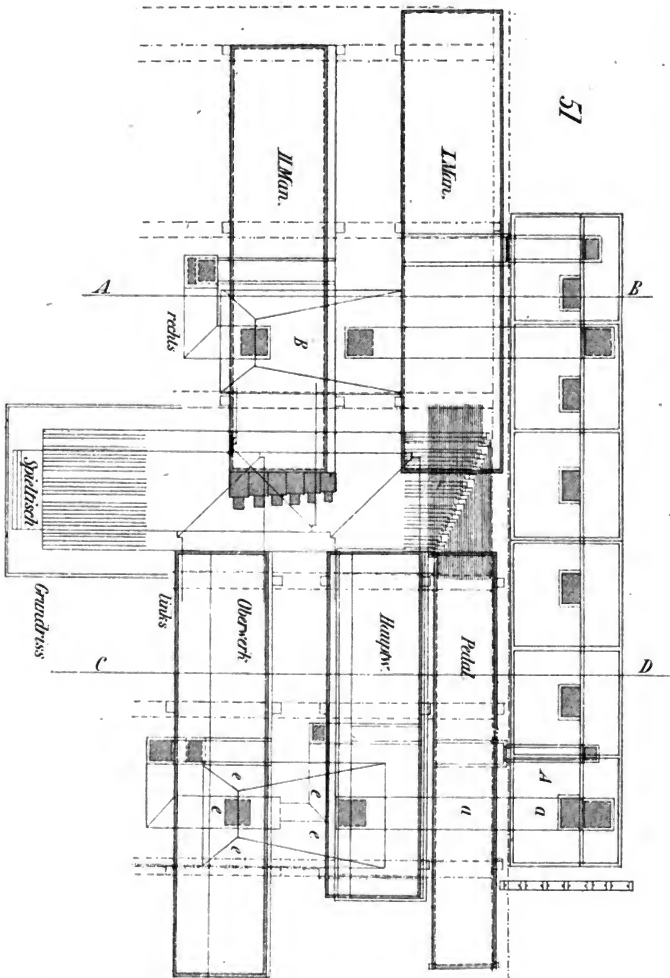 51
II.Man.
I.Man.
A
B
rechts
B
Spieltisch
Grundriss
links
Oberwerk
Hauptw.
Pedal
C
D
A
a
a
e
e
e
e
e